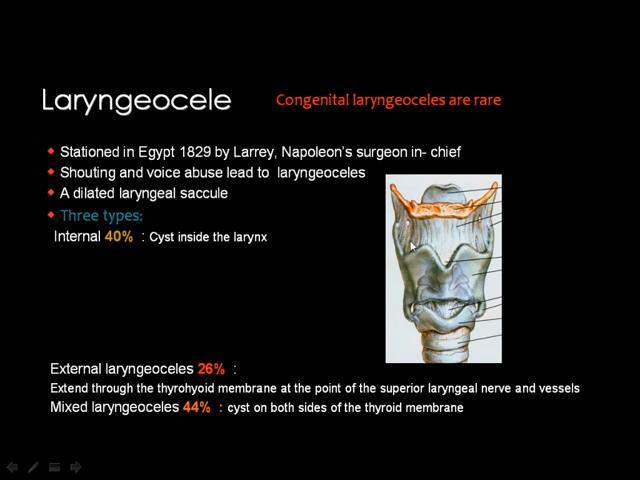 Laryngeocele
Congenital laryngeoceles are rare
Stationed in Egypt 1829 by Larrey, Napoleon's surgeon in- chief
Shouting and voice abuse lead to laryngeoceles
A dilated laryngeal saccule
Three types:
Internal 40% : Cyst inside the larynx
External laryngeoceles 26% :
Extend through the thyrohyoid membrane at the point of the superior laryngeal nerve and vessels
Mixed laryngeoceles 44% : cyst on both sides of the thyroid membrane